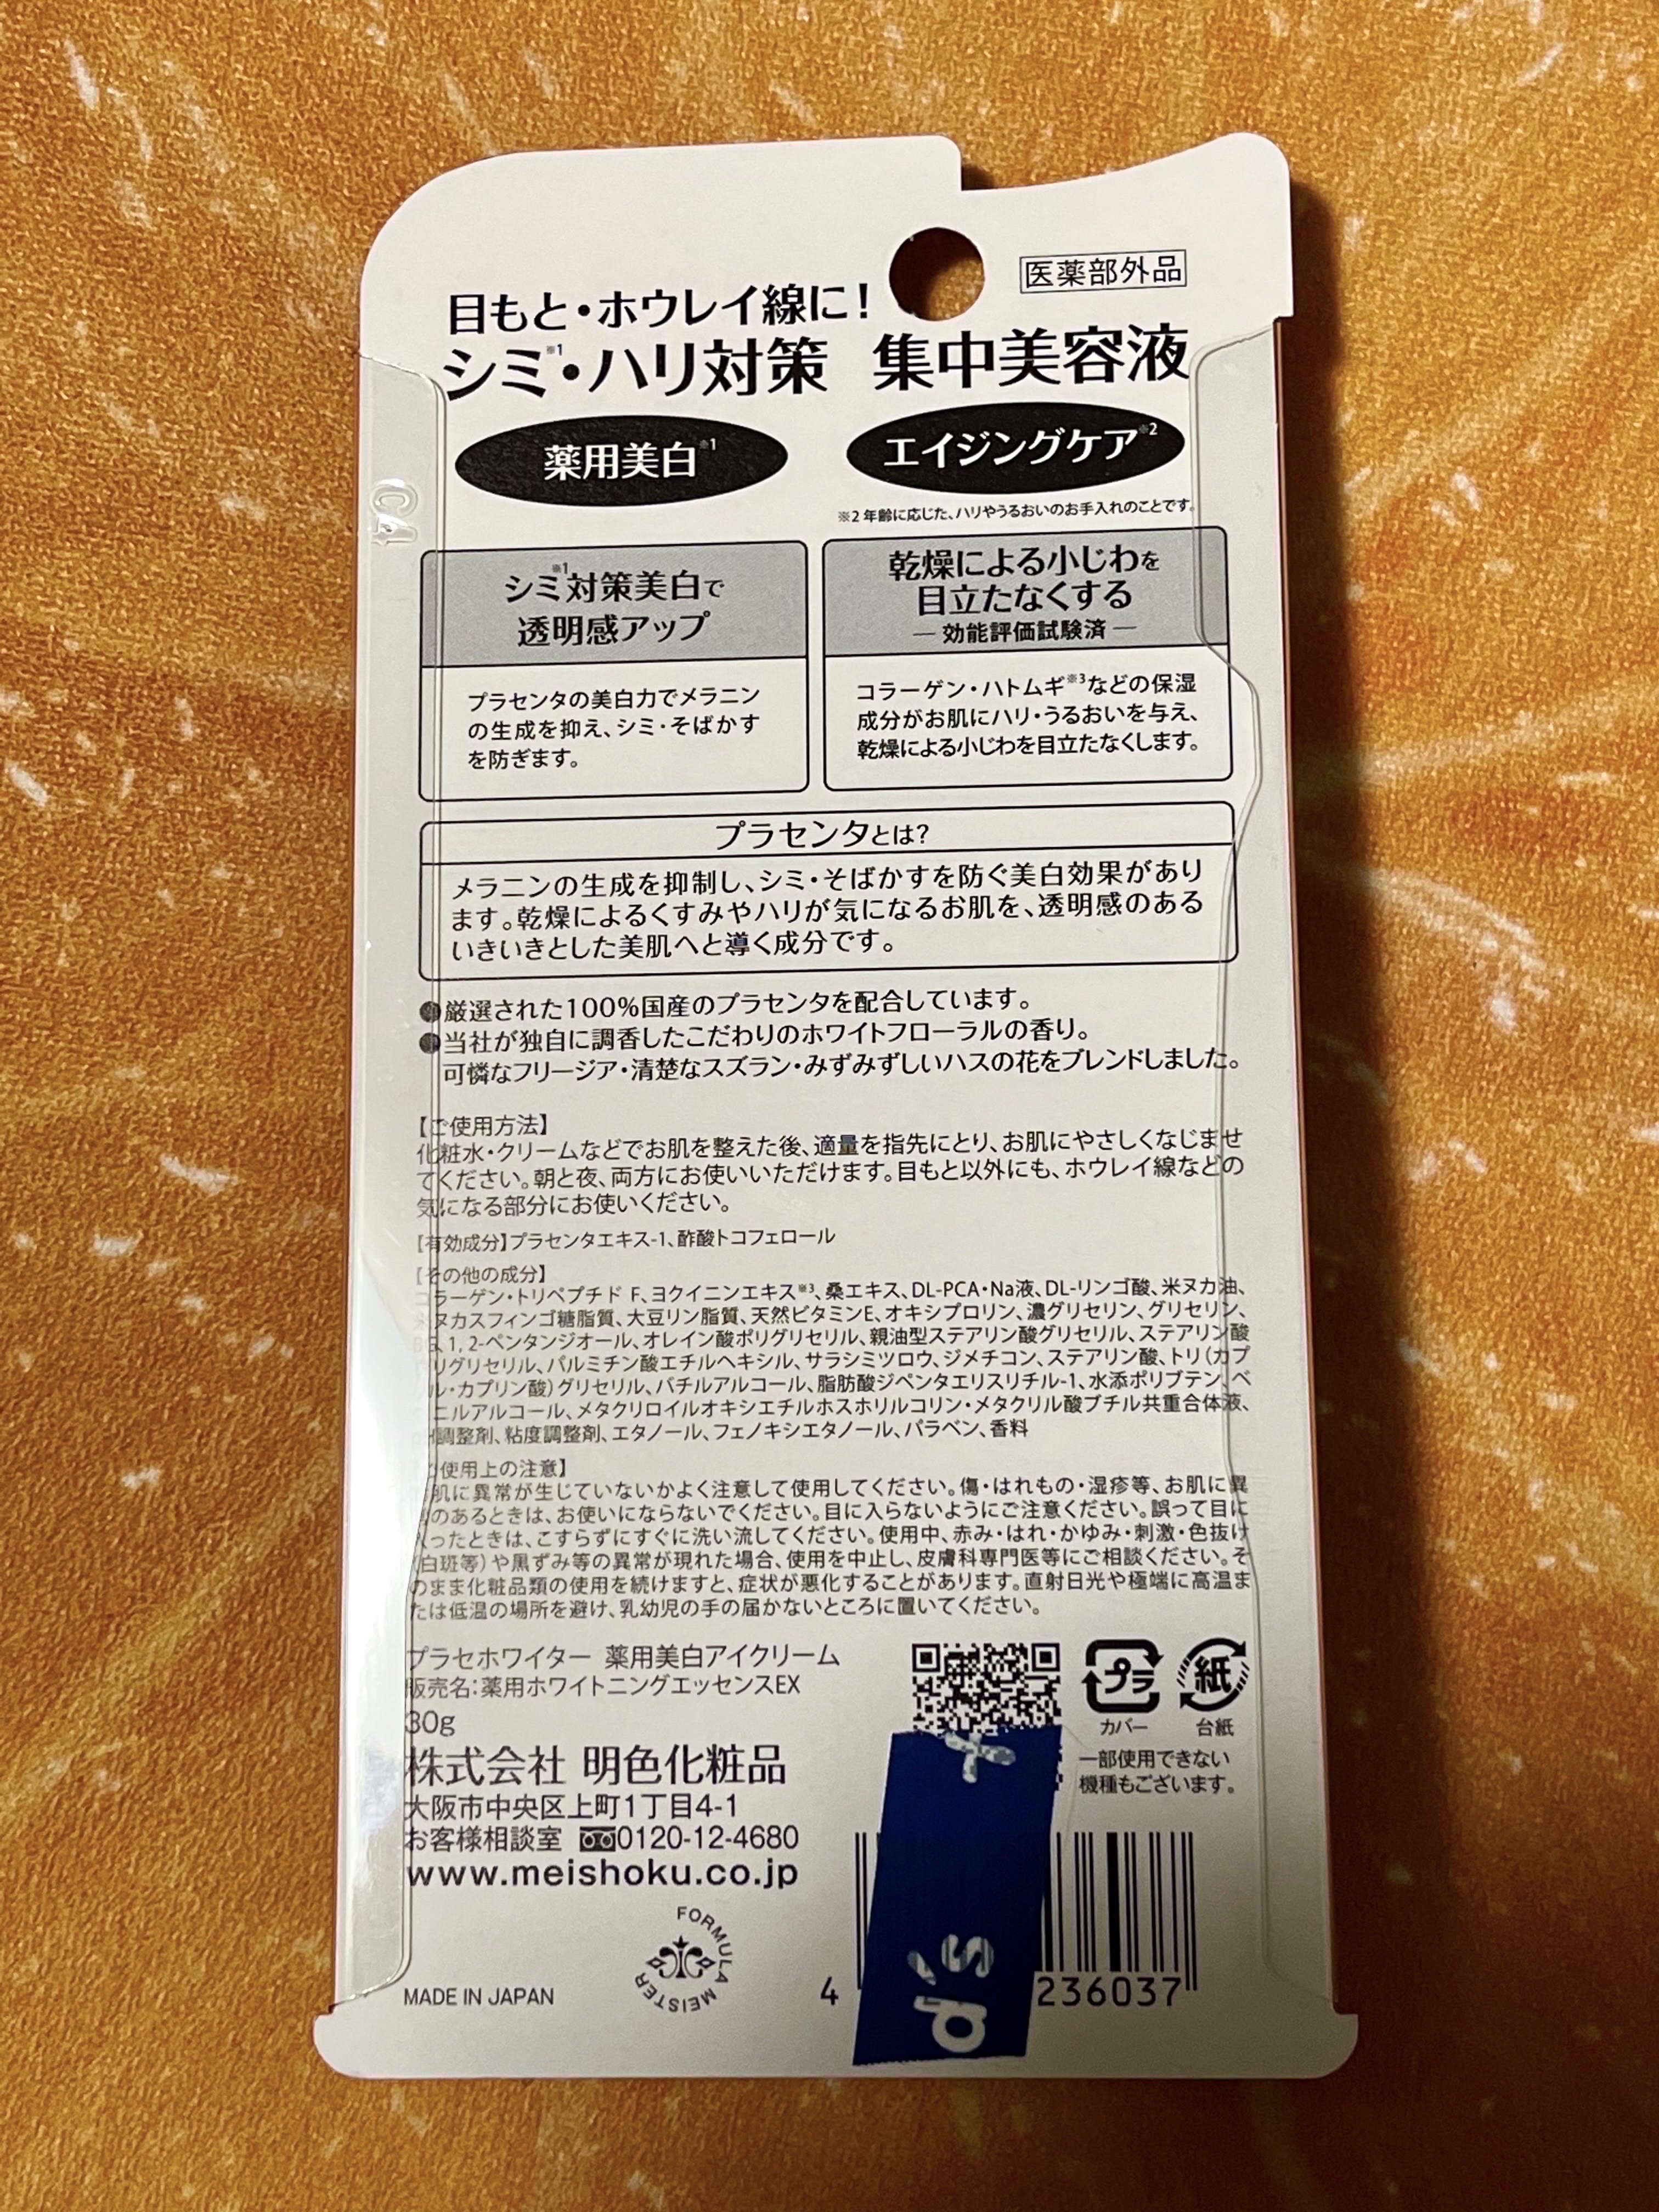 医薬部外品
目もと・ホウレイ線に!
シミ※1・ハリ対策 集中美容液
薬用美白※1
エイジングケア※2
※2 年齢に応じた、ハリやうるおいのお手入れのことです。
シミ※1対策美白で
透明感アップ
プラセンタの美白力でメラニン
の生成を抑え、シミ・そばかす
を防ぎます。
乾燥による小じわを
目立たなくする
― 効能評価試験済 ―
コラーゲン・ハトムギ※3などの保湿
成分がお肌にハリ・うるおいを与え、
乾燥による小じわを目立たなくします。
プラセンタとは?
メラニンの生成を抑制し、シミ・そばかすを防ぐ美白効果があり
ます。乾燥によるくすみやハリが気になるお肌を、透明感のある
いきいきとした美肌へと導く成分です。
●厳選された100%国産のプラセンタを配合しています。
●当社が独自に調香したこだわりのホワイトフローラルの香り。
可憐なフリージア・清楚なスズラン・みずみずしいハスの花をブレンドしました。
【ご使用方法】
化粧水・クリームなどでお肌を整えた後、適量を指先にとり、お肌にやさしくなじませ
てください。朝と夜、両方にお使いいただけます。目もと以外にも、ホウレイ線などの
気になる部分にお使いください。
【有効成分】プラセンタエキス-1、酢酸トコフェロール
【その他の成分】
コラーゲン・トリペプチド F、ヨクイニンエキス※3、桑エキス、DL-PCA・Na液、DL-リンゴ酸、米ヌカ油、
メヌカスフィンゴ糖脂質、大豆リン脂質、天然ビタミンE、オキシプロリン、濃グリセリン、グリセリン、
BG、1, 2-ペンタンジオール、オレイン酸ポリグリセリル、親油型ステアリン酸グリセリル、ステアリン酸
リグリセリル、パルミチン酸エチルヘキシル、サラシミツロウ、ジメチコン、ステアリン酸、トリ(カプ
ル・カプリン酸)グリセリル、バチルアルコール、脂肪酸ジペンタエリスリチル-1、水添ポリブテン、ベ
ニルアルコール、メタクリロイルオキシエチルホスホリルコリン・メタクリル酸ブチル共重合体液、
調整剤、粘度調整剤、エタノール、フェノキシエタノール、パラベン、香料
使用上の注意】
肌に異常が生じていないかよく注意して使用してください。傷・はれもの・湿疹等、お肌に異
のあるときは、お使いにならないでください。目に入らないようにご注意ください。誤って目に
入ったときは、こすらずにすぐに洗い流してください。使用中、赤み・はれ・かゆみ・刺激・色抜け
(白斑等)や黒ずみ等の異常が現れた場合、使用を中止し、皮膚科専門医等にご相談ください。そ
のまま化粧品類の使用を続けますと、症状が悪化することがあります。直射日光や極端に高温ま
たは低温の場所を避け、乳幼児の手の届かないところに置いてください。
プラセホワイター 薬用美白アイクリーム
販売名:薬用ホワイトニングエッセンスEX
30g
株式会社 明色化粧品
大阪市中央区上町1丁目4-1
お客様相談室 0120-12-4680
www.meishoku.co.jp
FORMULA MEISTER
MADE IN JAPAN
プラ
カバー
紙
台紙
一部使用できない
機種もございます。
d's
4
236037
C4